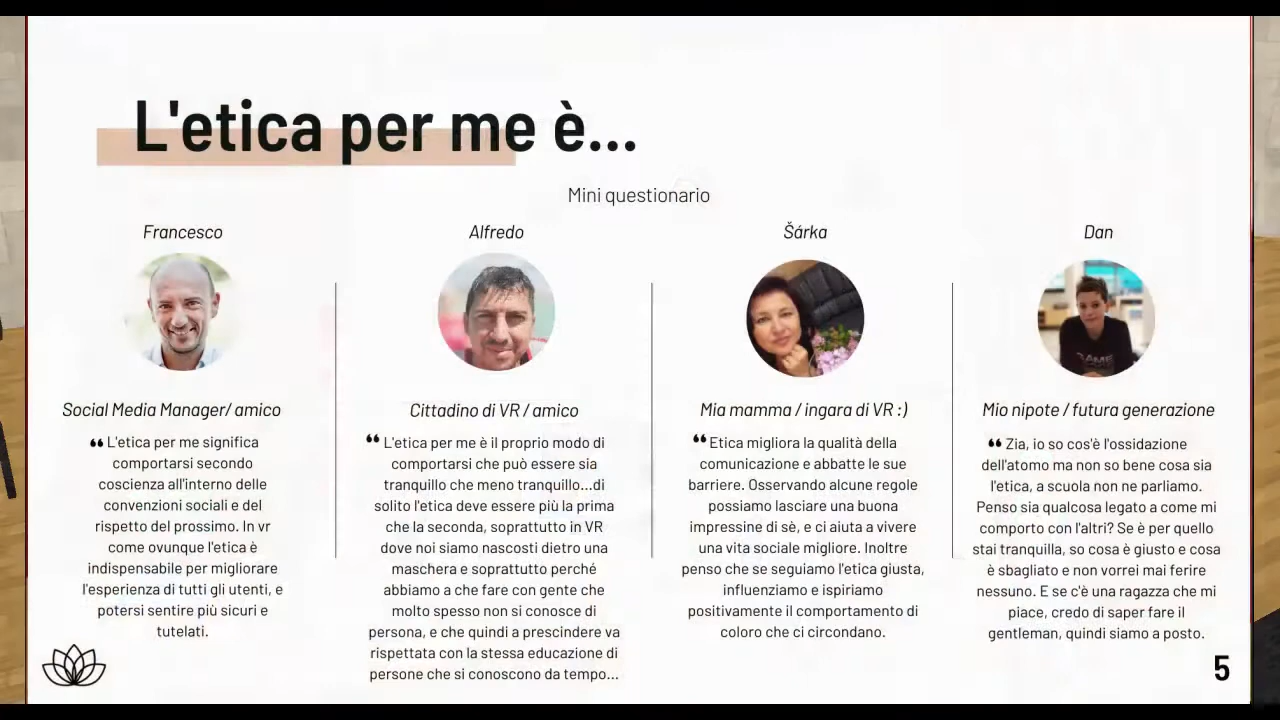 L'etica per me è...
Mini questionario
Francesco
Social Media Manager/ amico
“ L'etica per me significa
comportarsi secondo
coscienza all'interno delle
convenzioni sociali e del
rispetto del prossimo. In vr
come ovunque l'etica è
indispensabile per migliorare
l'esperienza di tutti gli utenti, e
potersi sentire più sicuri e
tutelati.
Alfredo
Cittadino di VR / amico
“ L'etica per me è il proprio modo di
comportarsi che può essere sia
tranquillo che meno tranquillo...di
solito l'etica deve essere più la prima
che la seconda, soprattutto in VR
dove noi siamo nascosti dietro una
maschera e soprattutto perché
abbiamo a che fare con gente che
molto spesso non si conosce di
persona, e che quindi a prescindere va
rispettata con la stessa educazione di
persone che si conoscono da tempo...
Šárka
Mia mamma / ingara di VR :)
“ Etica migliora la qualità della
comunicazione e abbatte le sue
barriere. Osservando alcune regole
possiamo lasciare una buona
impressine di sè, e ci aiuta a vivere
una vita sociale migliore. Inoltre
penso che se seguiamo l'etica giusta,
influenziamo e ispiriamo
positivamente il comportamento di
coloro che ci circondano.
Dan
Mio nipote / futura generazione
“ Zia, io so cos'è l'ossidazione
dell'atomo ma non so bene cosa sia
l'etica, a scuola non ne parliamo.
Penso sia qualcosa legato a come mi
comporto con l'altri? Se è per quello
stai tranquilla, so cosa è giusto e cosa
è sbagliato e non vorrei mai ferire
nessuno. E se c'è una ragazza che mi
piace, credo di saper fare il
gentleman, quindi siamo a posto.
5